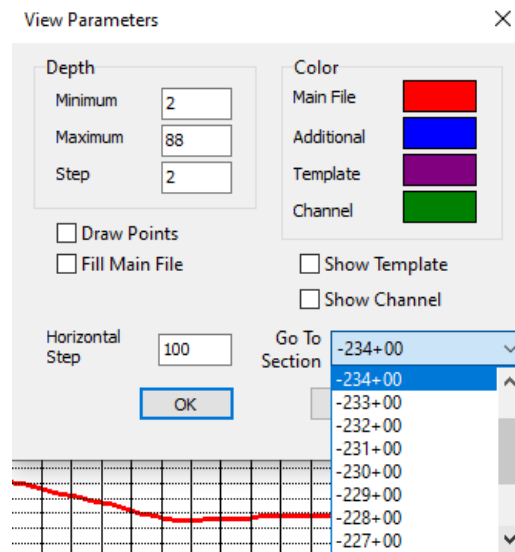 View Parameters
Depth
Minimum 2
Maximum 88
Step 2
Color
Main File
Additional
Template
Channel
Draw Points
Fill Main File
Show Template
Show Channel
Horizontal
Step 100
Go To
Section -234+00
-234+00
-233+00
-232+00
-231+00
-230+00
-229+00
-228+00
-227+00
OK